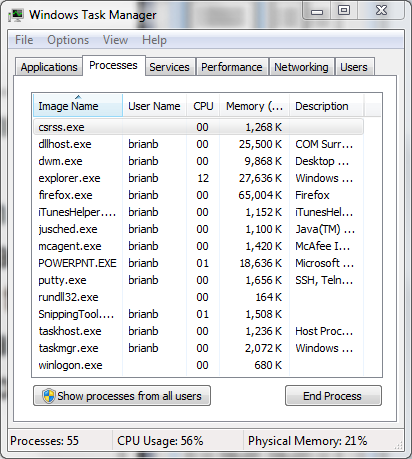 Windows Task Manager
File Options View Help
Applications Processes Services Performance Networking Users
Image Name User Name CPU Memory (... Description
csrss.exe 00 1,268 K
dllhost.exe brianb 00 25,500 K COM Surr...
dwm.exe brianb 00 9,868 K Desktop ...
explorer.exe brianb 12 27,636 K Windows ...
firefox.exe brianb 00 65,004 K Firefox
iTunesHelper.... brianb 00 1,152 K iTunesHel...
jusched.exe brianb 00 1,100 K Java(TM) ...
mcagent.exe brianb 00 1,420 K McAfee I...
POWERPNT.EXE brianb 01 18,636 K Microsoft ...
putty.exe brianb 00 1,656 K SSH, Teln...
rundll32.exe 00 164 K
SnippingTool.... brianb 01 1,508 K
taskhost.exe brianb 00 1,236 K Host Proc...
taskmgr.exe brianb 00 2,072 K Windows ...
winlogon.exe 00 680 K
Show processes from all users End Process
Processes: 55 CPU Usage: 56% Physical Memory: 21%